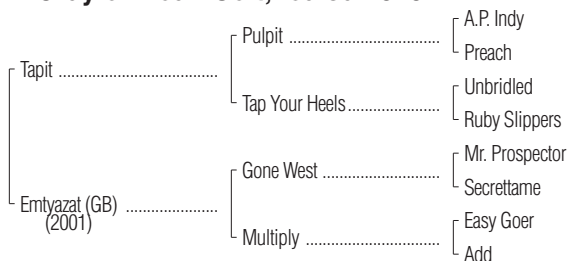 A.P. Indy
Pulpit
Preach
Tapit
Unbridled
Tap Your Heels
Ruby Slippers
Mr. Prospector
Gone West
Secrettame
Emtyazat (GB)
(2001)
Easy Goer
Multiply
Add